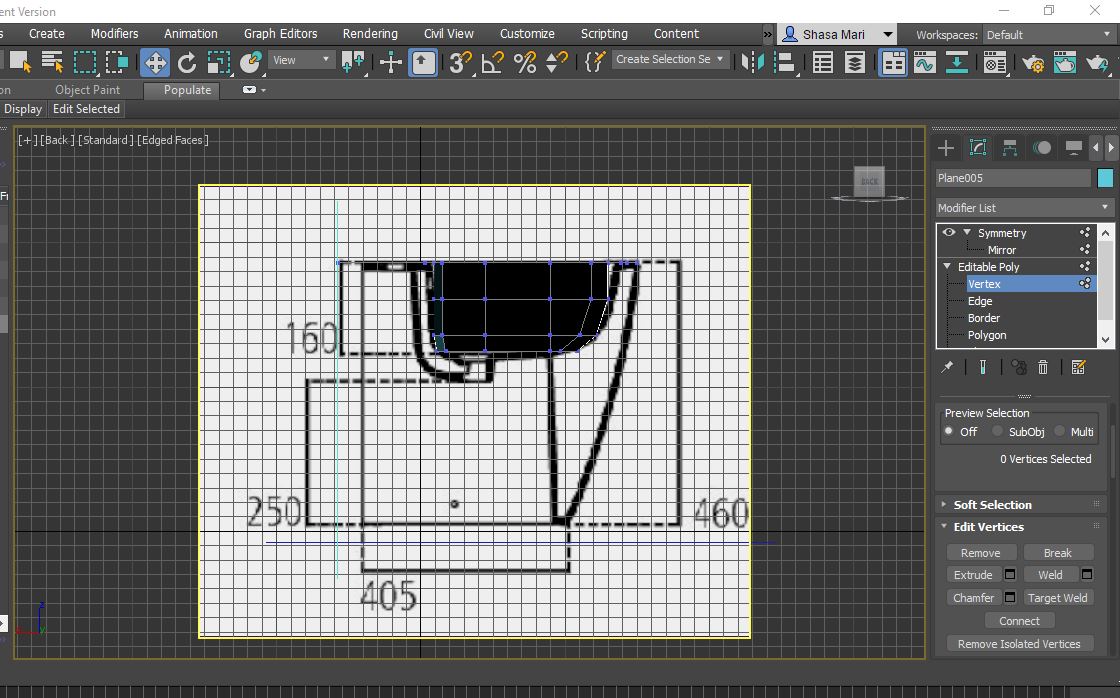 ent Version
s Create Modifiers Animation Graph Editors Rendering Civil View Customize Scripting Content » Shasa Mari Workspaces: Default
View 3 Create Selection Se
on Object Paint Populate
Display Edit Selected
[+] [Back ] [Standard ] [Edged Faces ]
BACK
Fr
Plane005
Modifier List
Symmetry
Mirror
Editable Poly
Vertex
Edge
Border
Polygon
160
250
460
405
z
y
Preview Selection
Off SubObj Multi
0 Vertices Selected
Soft Selection
Edit Vertices
Remove Break
Extrude Weld
Chamfer Target Weld
Connect
Remove Isolated Vertices